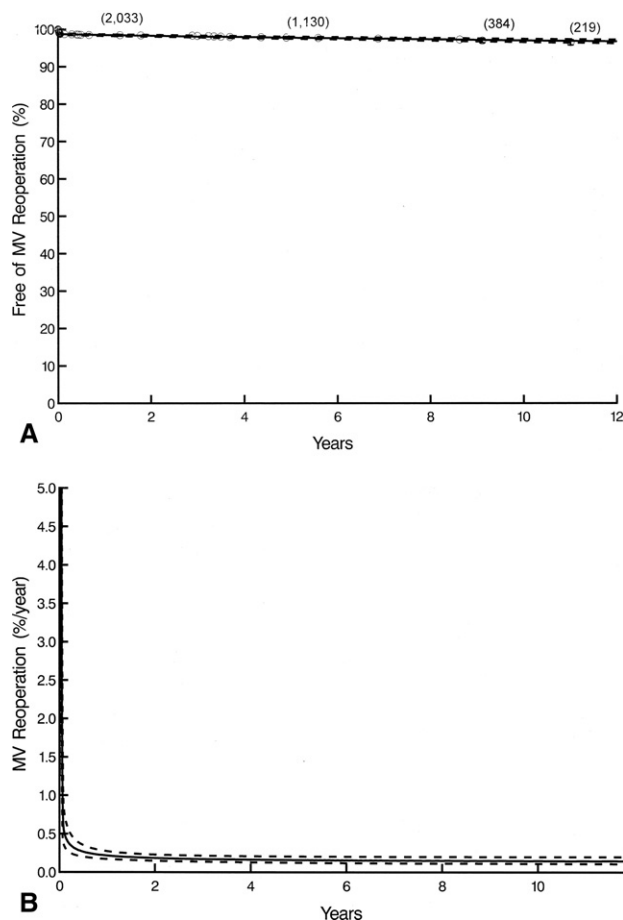 (2,033) (1,130) (384) (219)
100
90
80
70
60
50
40
30
20
10
0
Free of MV Reoperation (%)
0 2 4 6 8 10 12
Years
A
5.0
4.5
4.0
3.5
3.0
2.5
2.0
1.5
1.0
0.5
0.0
MV Reoperation (%/year)
0 2 4 6 8 10
Years
B